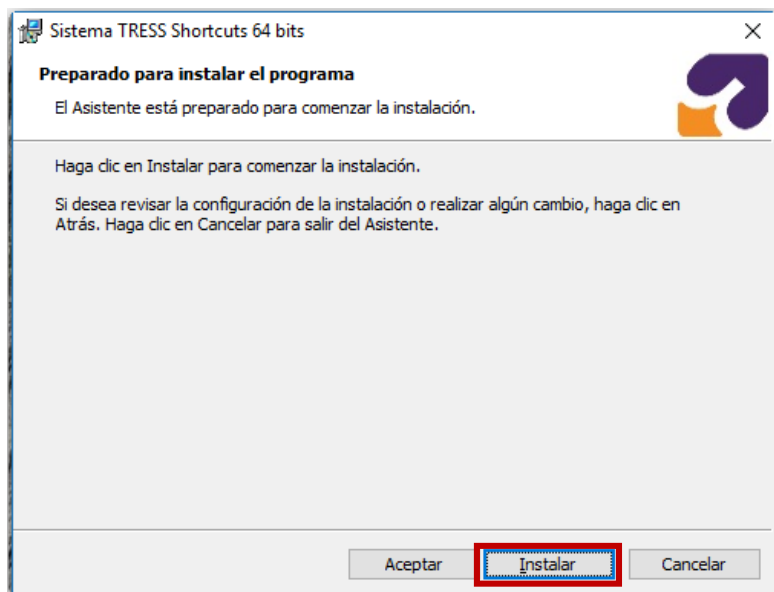 Sistema TRESS Shortcuts 64 bits
Preparado para instalar el programa
El Asistente está preparado para comenzar la instalación.
Haga clic en Instalar para comenzar la instalación.
Si desea revisar la configuración de la instalación o realizar algún cambio, haga clic en
Atrás. Haga clic en Cancelar para salir del Asistente.
Aceptar Instalar Cancelar